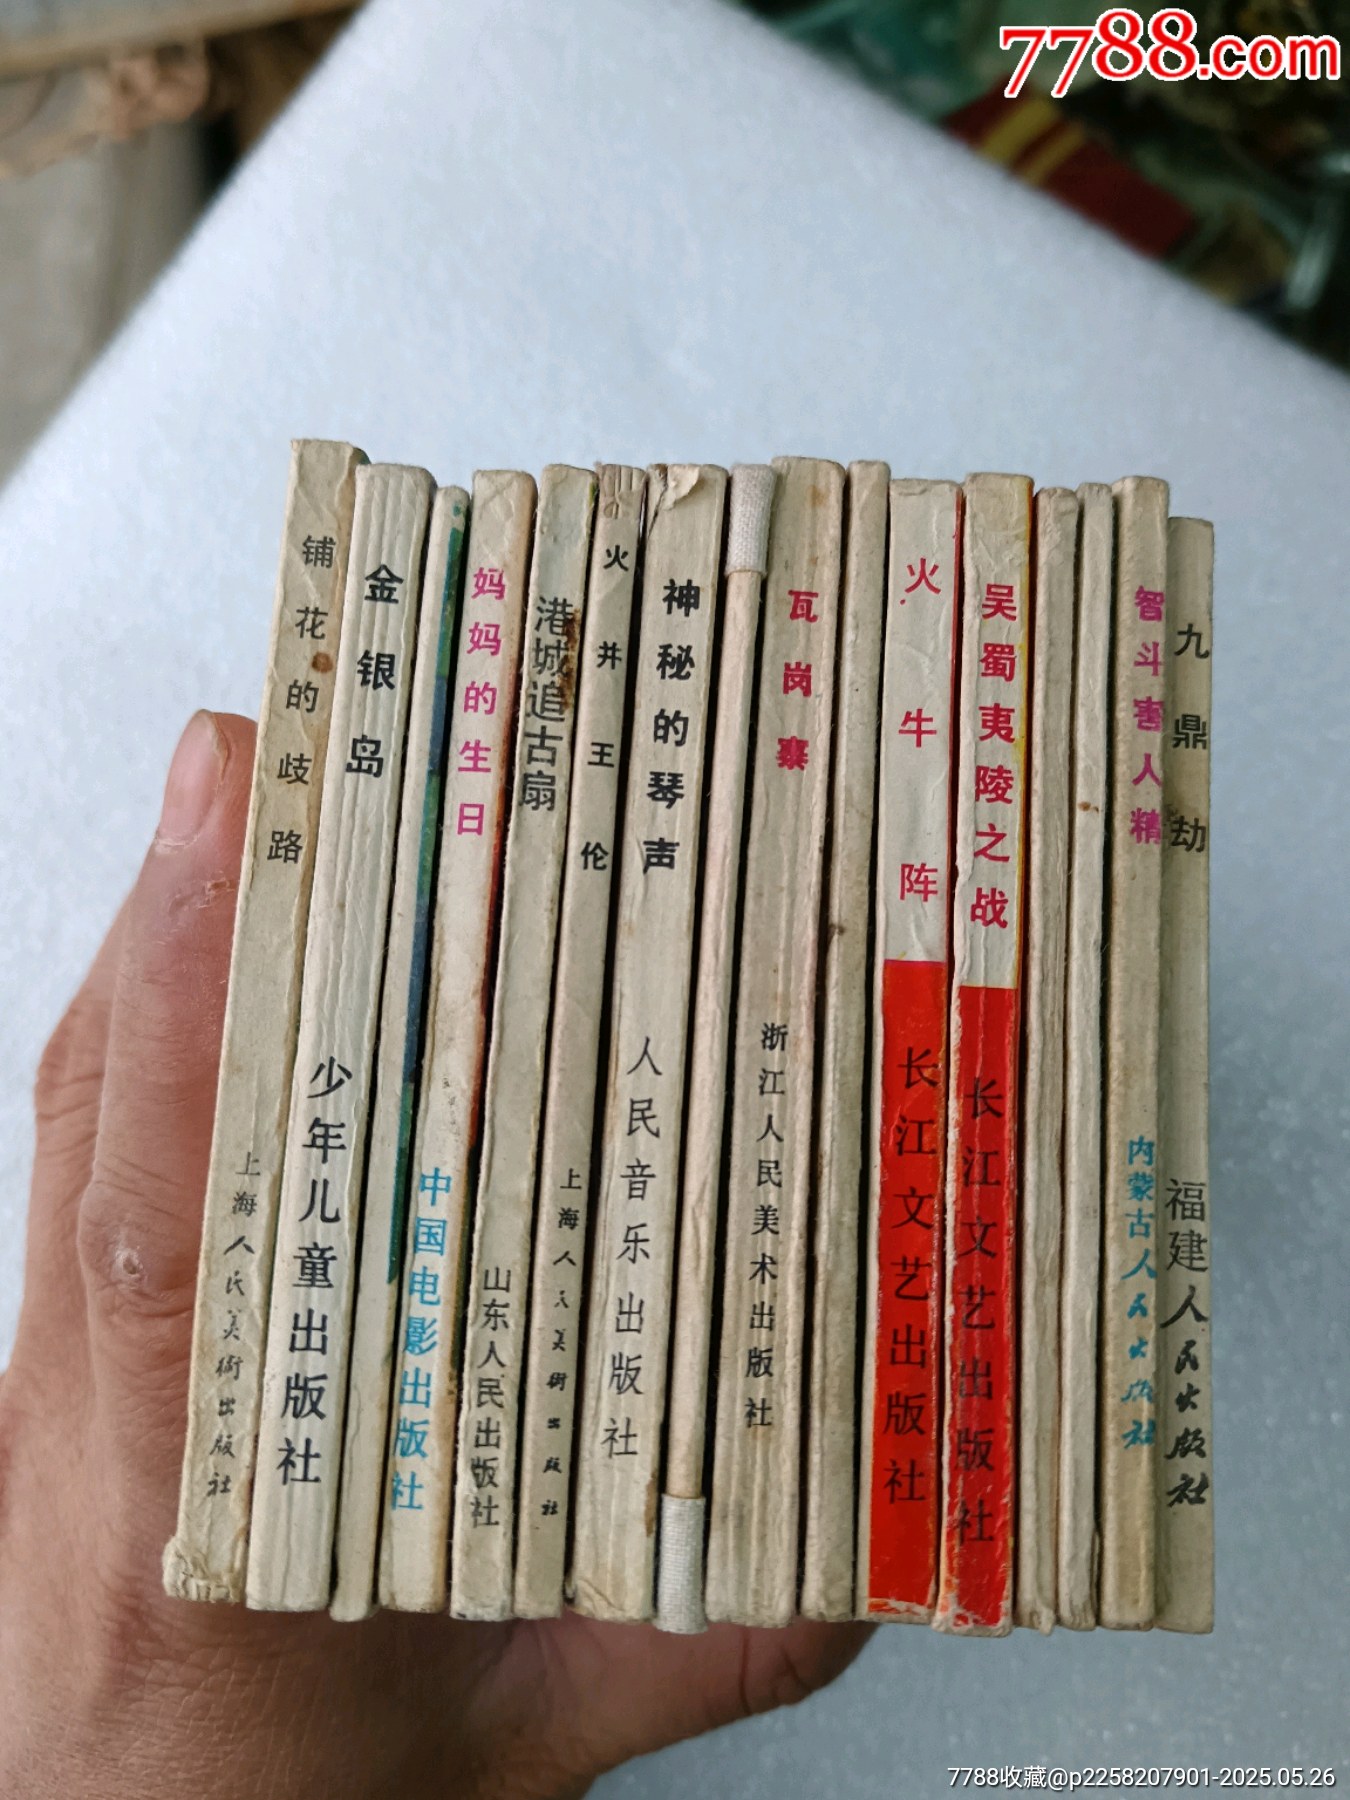 7788.com
铺花的歧路
上海人民美術出版社
金银岛
少年儿童出版社
妈妈的生日
中国电影出版社
港城追古扇
山东人民出版社
火并王伦
上海人民美術出版社
神秘的琴声
人民音乐出版社
瓦岗寨
浙江人民美术出版社
火牛阵
长江文艺出版社
吴蜀夷陵之战
长江文艺出版社
智斗害人精
内蒙古人民出版社
九鼎劫
福建人民出版社
7788收藏@p2258207901-2025.05.26